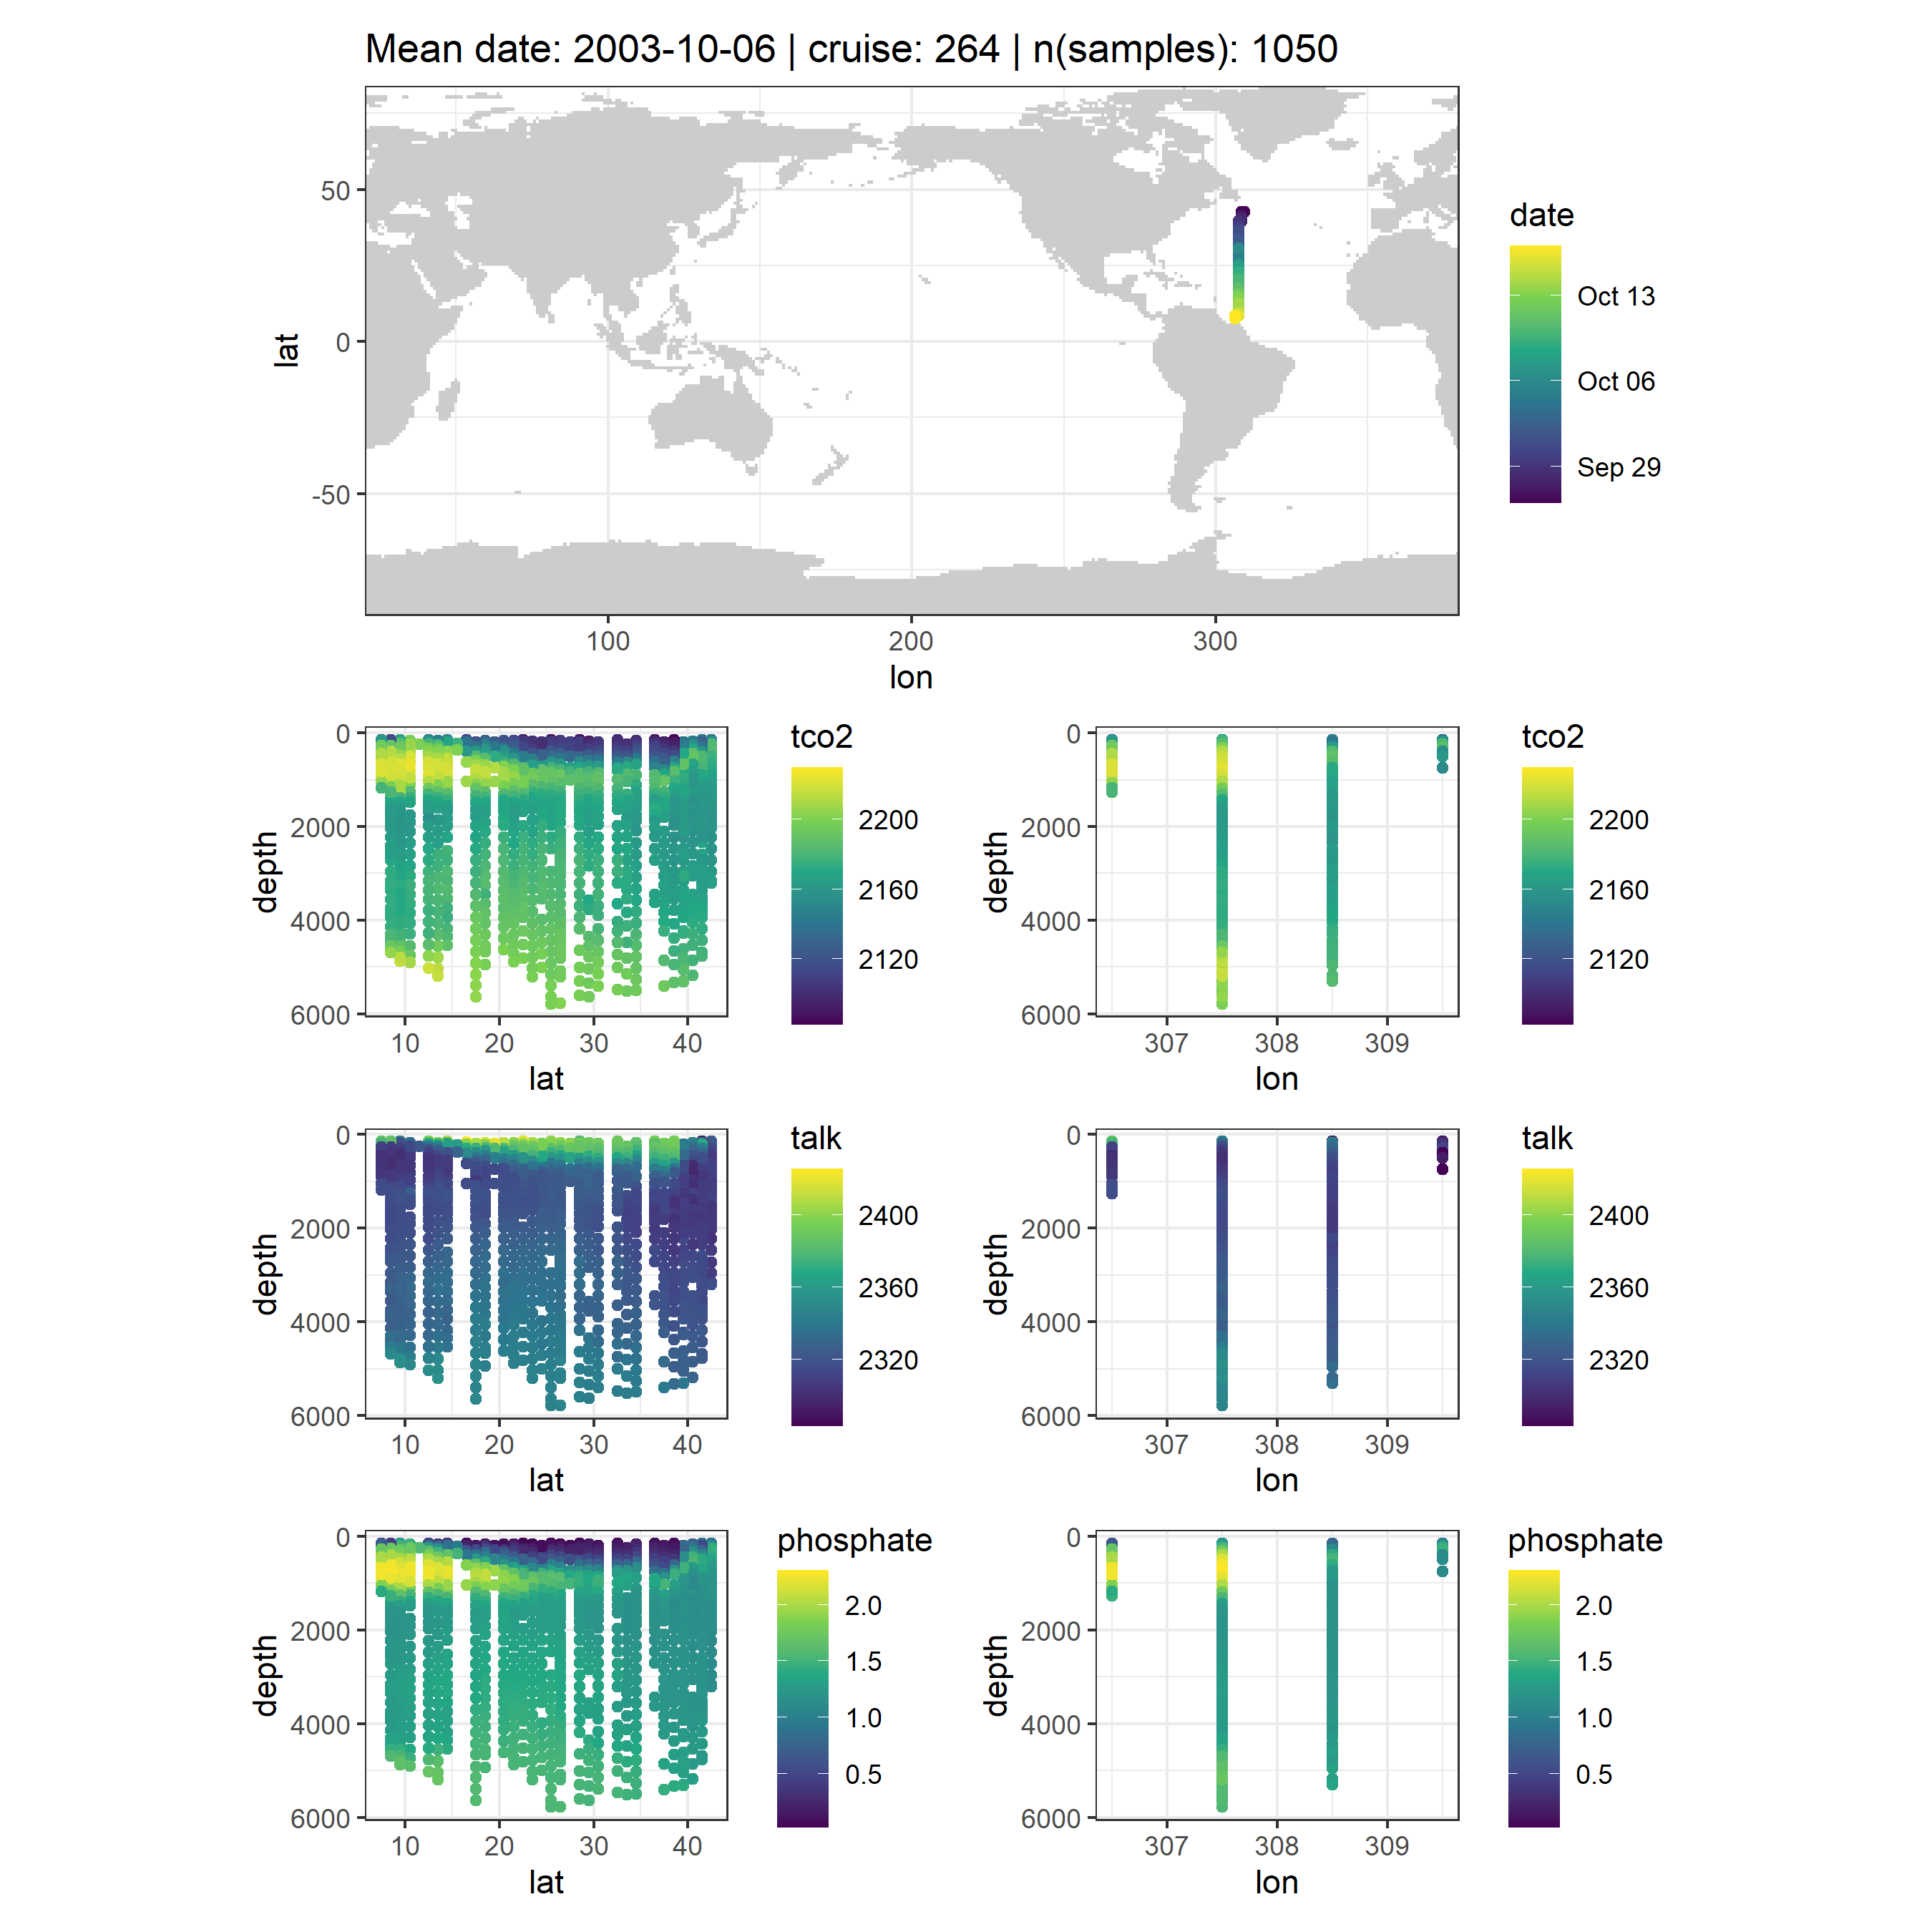 Mean date: 2003-10-06 | cruise: 264 | n(samples): 1050
50
0
-50
lat
100
200
300
lon
date
Oct 13
Oct 06
Sep 29
0
2000
4000
6000
depth
10
20
30
40
lat
tco2
2200
2160
2120
0
2000
4000
6000
depth
307
308
309
lon
tco2
2200
2160
2120
0
2000
4000
6000
depth
10
20
30
40
lat
talk
2400
2360
2320
0
2000
4000
6000
depth
307
308
309
lon
talk
2400
2360
2320
0
2000
4000
6000
depth
10
20
30
40
lat
phosphate
2.0
1.5
1.0
0.5
0
2000
4000
6000
depth
307
308
309
lon
phosphate
2.0
1.5
1.0
0.5